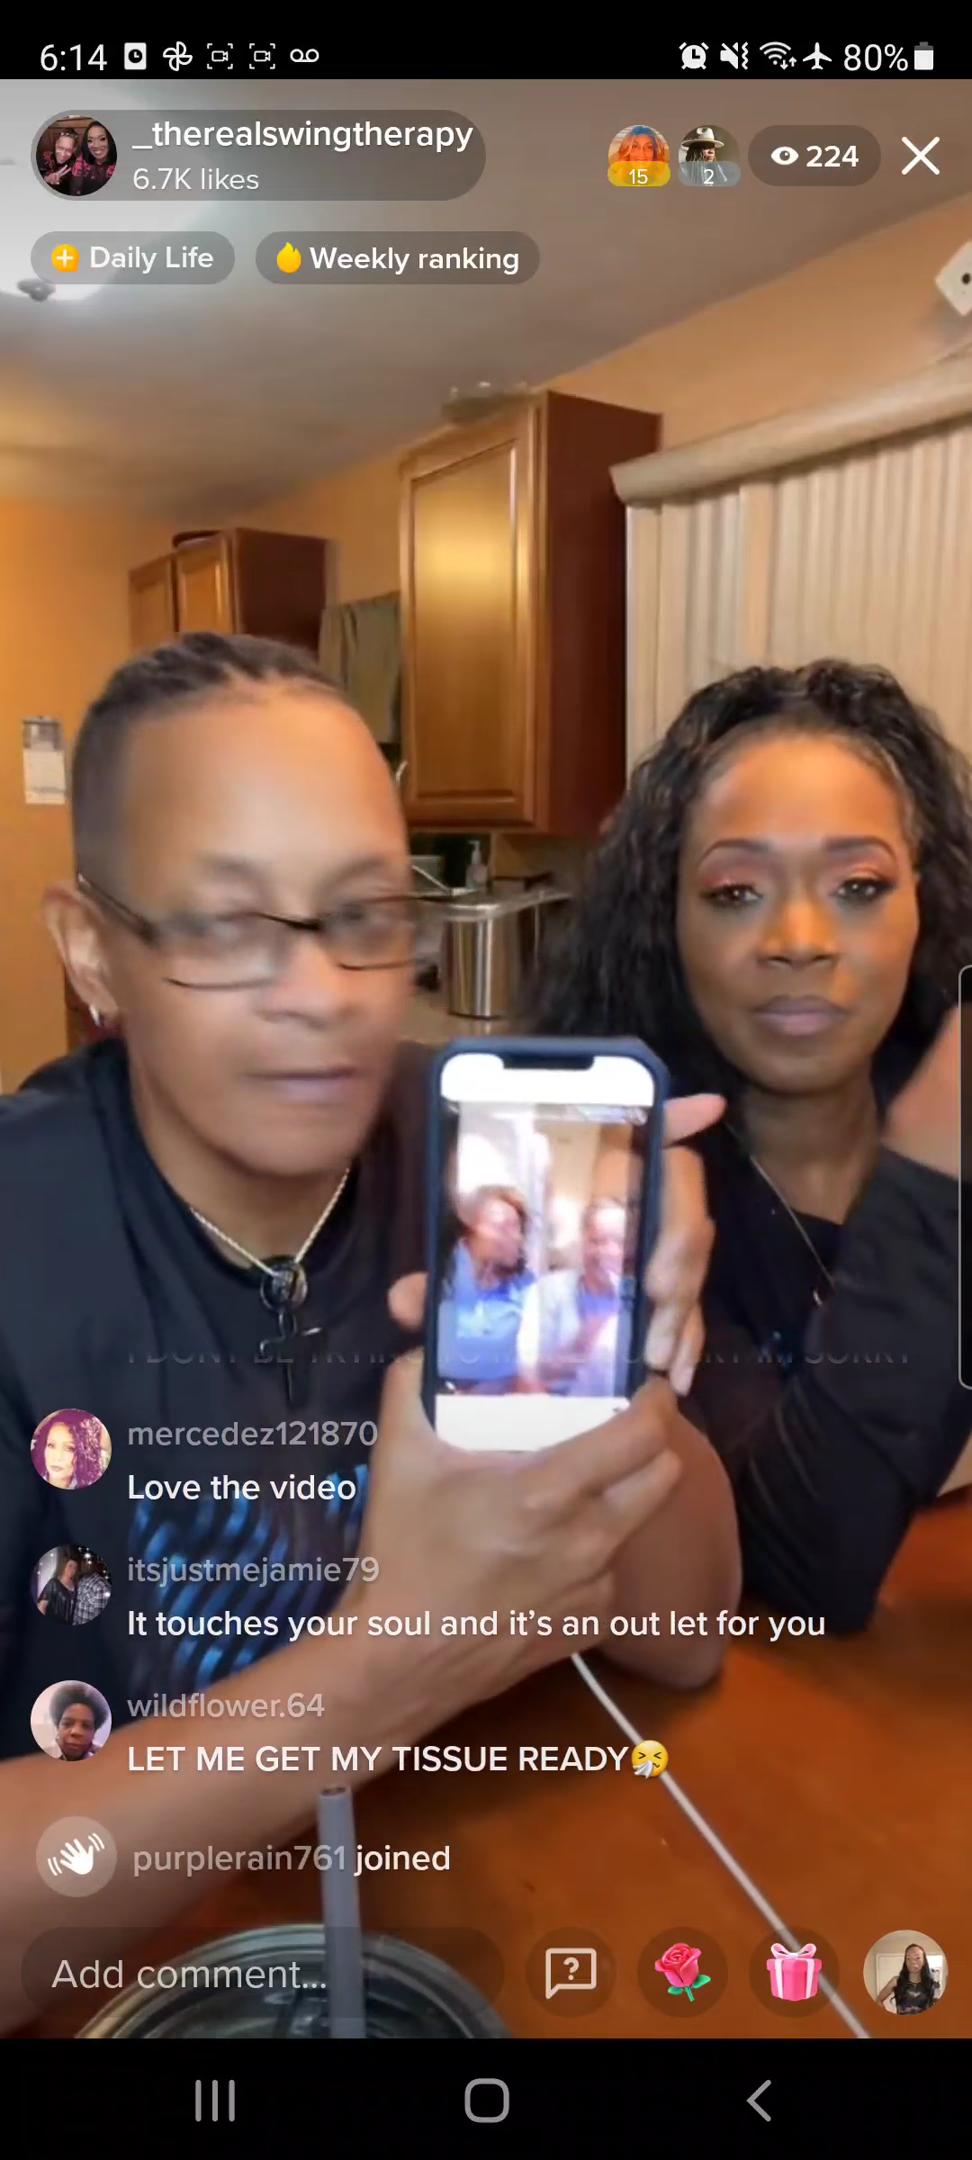 6:14
80%
_therealswingtherapy
6.7K likes
15
2
224
Daily Life
Weekly ranking
mercedez121870
Love the video
itsjustmejamie79
It touches your soul and it's an out let for you
wildflower.64
LET ME GET MY TISSUE READY🤧
purplerain761 joined
Add comment...